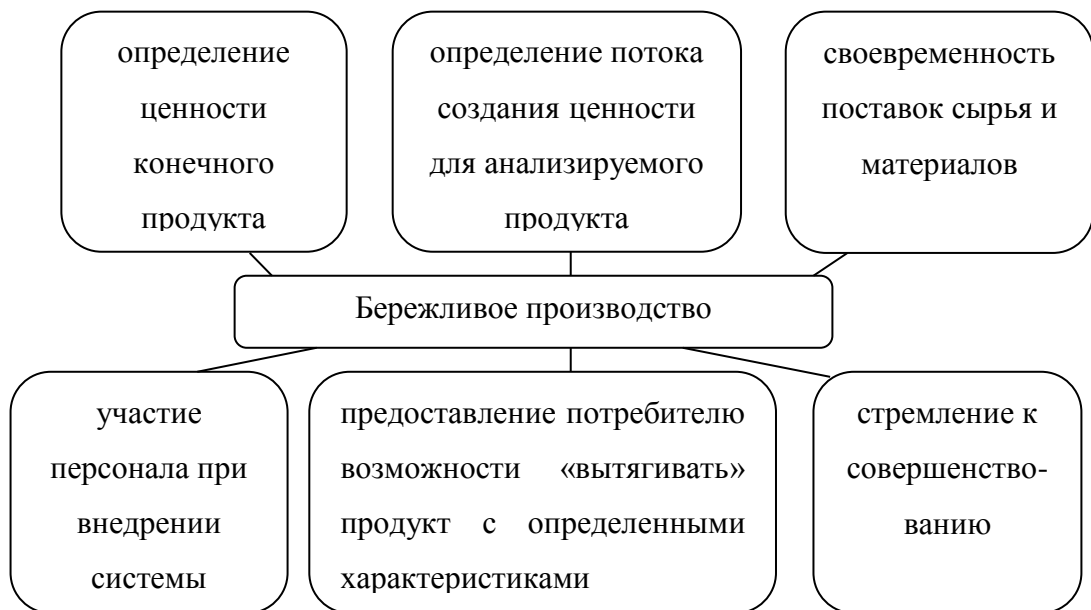 определение
ценности
конечного
продукта
определение потока
создания ценности
для анализируемого
продукта
своевременность
поставок сырья и
материалов
Бережливое производство
участие
персонала при
внедрении
системы
предоставление потребителю
возможности «вытягивать»
продукт с определенными
характеристиками
стремление к
совершенство-
ванию